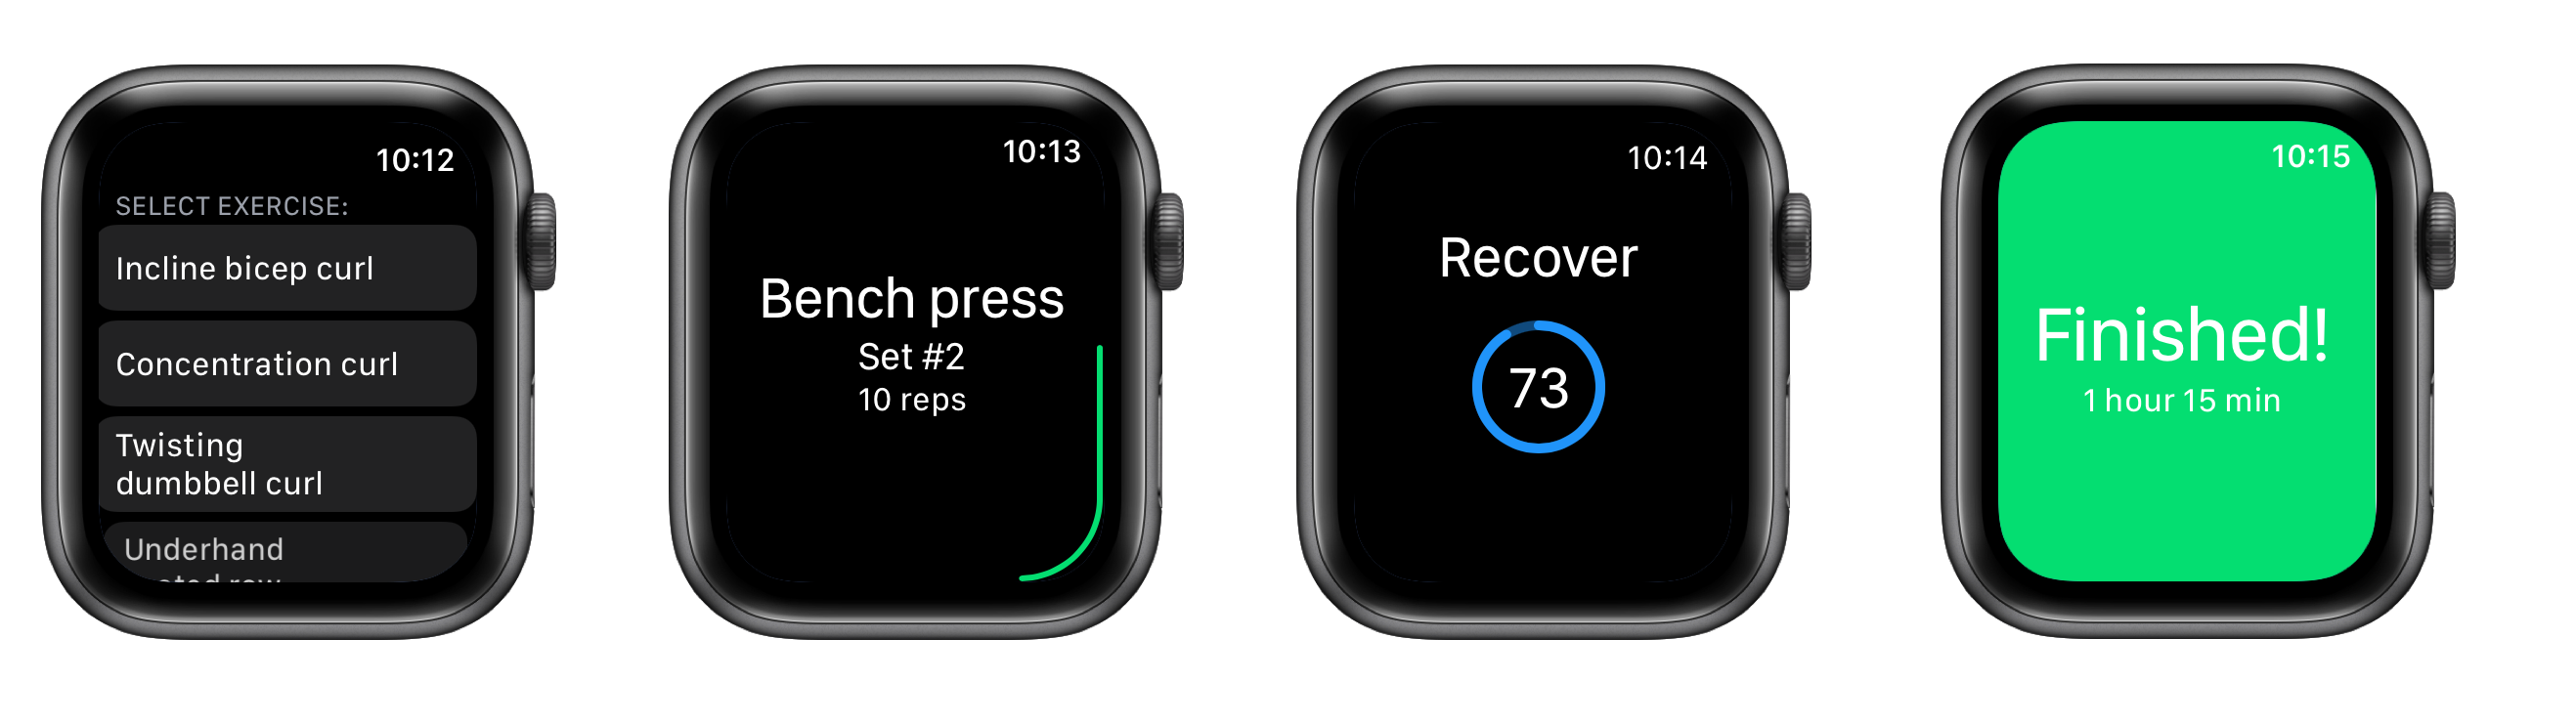 10:12
SELECT EXERCISE:
Incline bicep curl
Concentration curl
Twisting
dumbbell curl
Underhand
row
10:13
Bench press
Set #2
10 reps
10:14
Recover
73
10:15
Finished!
1 hour 15 min